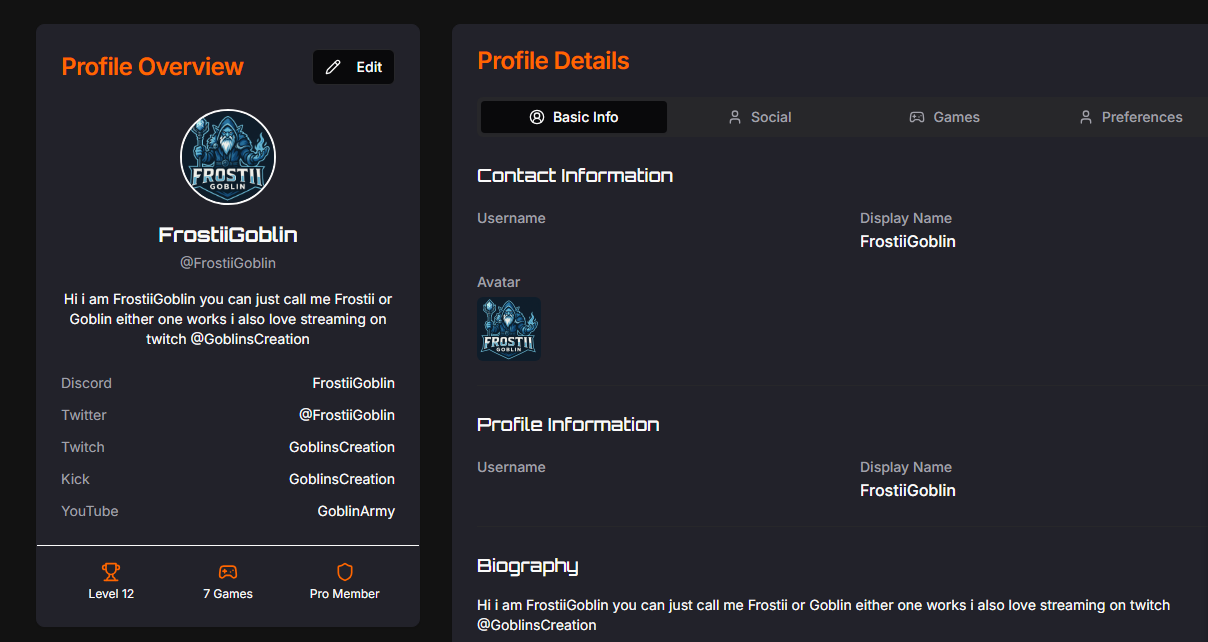 Profile Overview
Edit
FROSTII
GOBLIN
FrostiiGoblin
@FrostiiGoblin
Hi i am FrostiiGoblin you can just call me Frostii or
Goblin either one works i also love streaming on
twitch @GoblinsCreation
Discord FrostiiGoblin
Twitter @FrostiiGoblin
Twitch GoblinsCreation
Kick GoblinsCreation
YouTube GoblinArmy
Level 12 7 Games Pro Member
Profile Details
Basic Info Social Games Preferences
Contact Information
Username Display Name
FrostiiGoblin
Avatar
FROSTII
GOBLIN
Profile Information
Username Display Name
FrostiiGoblin
Biography
Hi i am FrostiiGoblin you can just call me Frostii or Goblin either one works i also love streaming on twitch
@GoblinsCreation